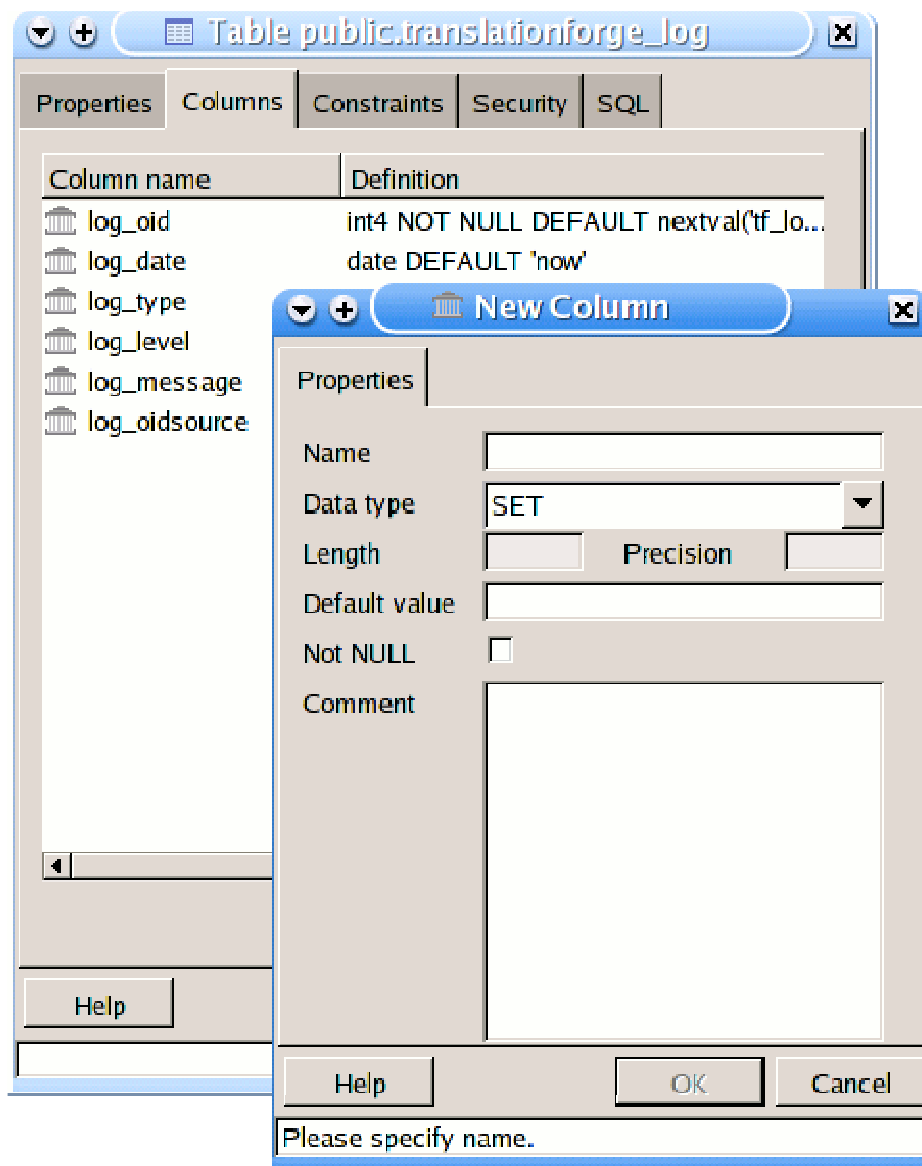 Table public.translationforge_log
Properties Columns Constraints Security SQL
Column name Definition
log_oid int4 NOT NULL DEFAULT nextval('tf_lo...
log_date date DEFAULT "now"
log_type
log_level
log_message
log_oidsource
Help
New Column
Properties
Name
Data type SET
Length Precision
Default value
Not NULL
Comment
Help OK Cancel
Please specify name.